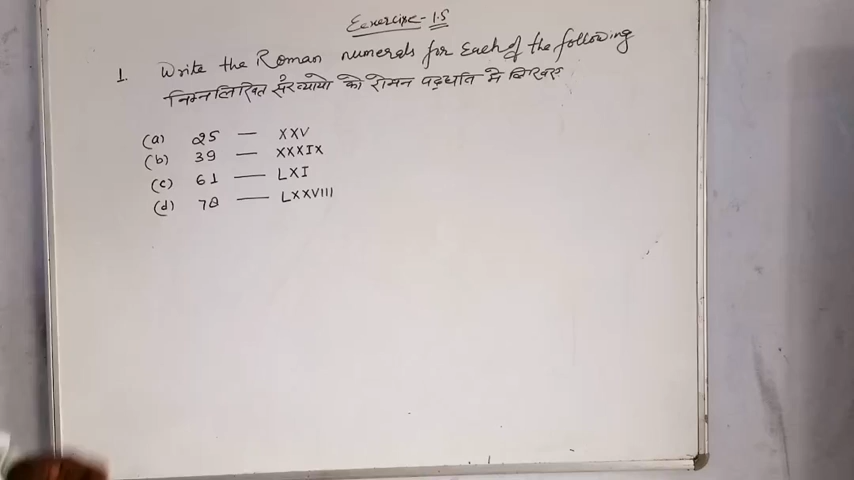 Exercise - 1.5
1. Write the Roman numerals for Each of the following
निम्नलिखित संख्यायो को रोमन पद्धति मे लिखिए
(a) 25 — XXV
(b) 39 — XXXIX
(c) 61 — LXI
(d) 78 — LXXVIII